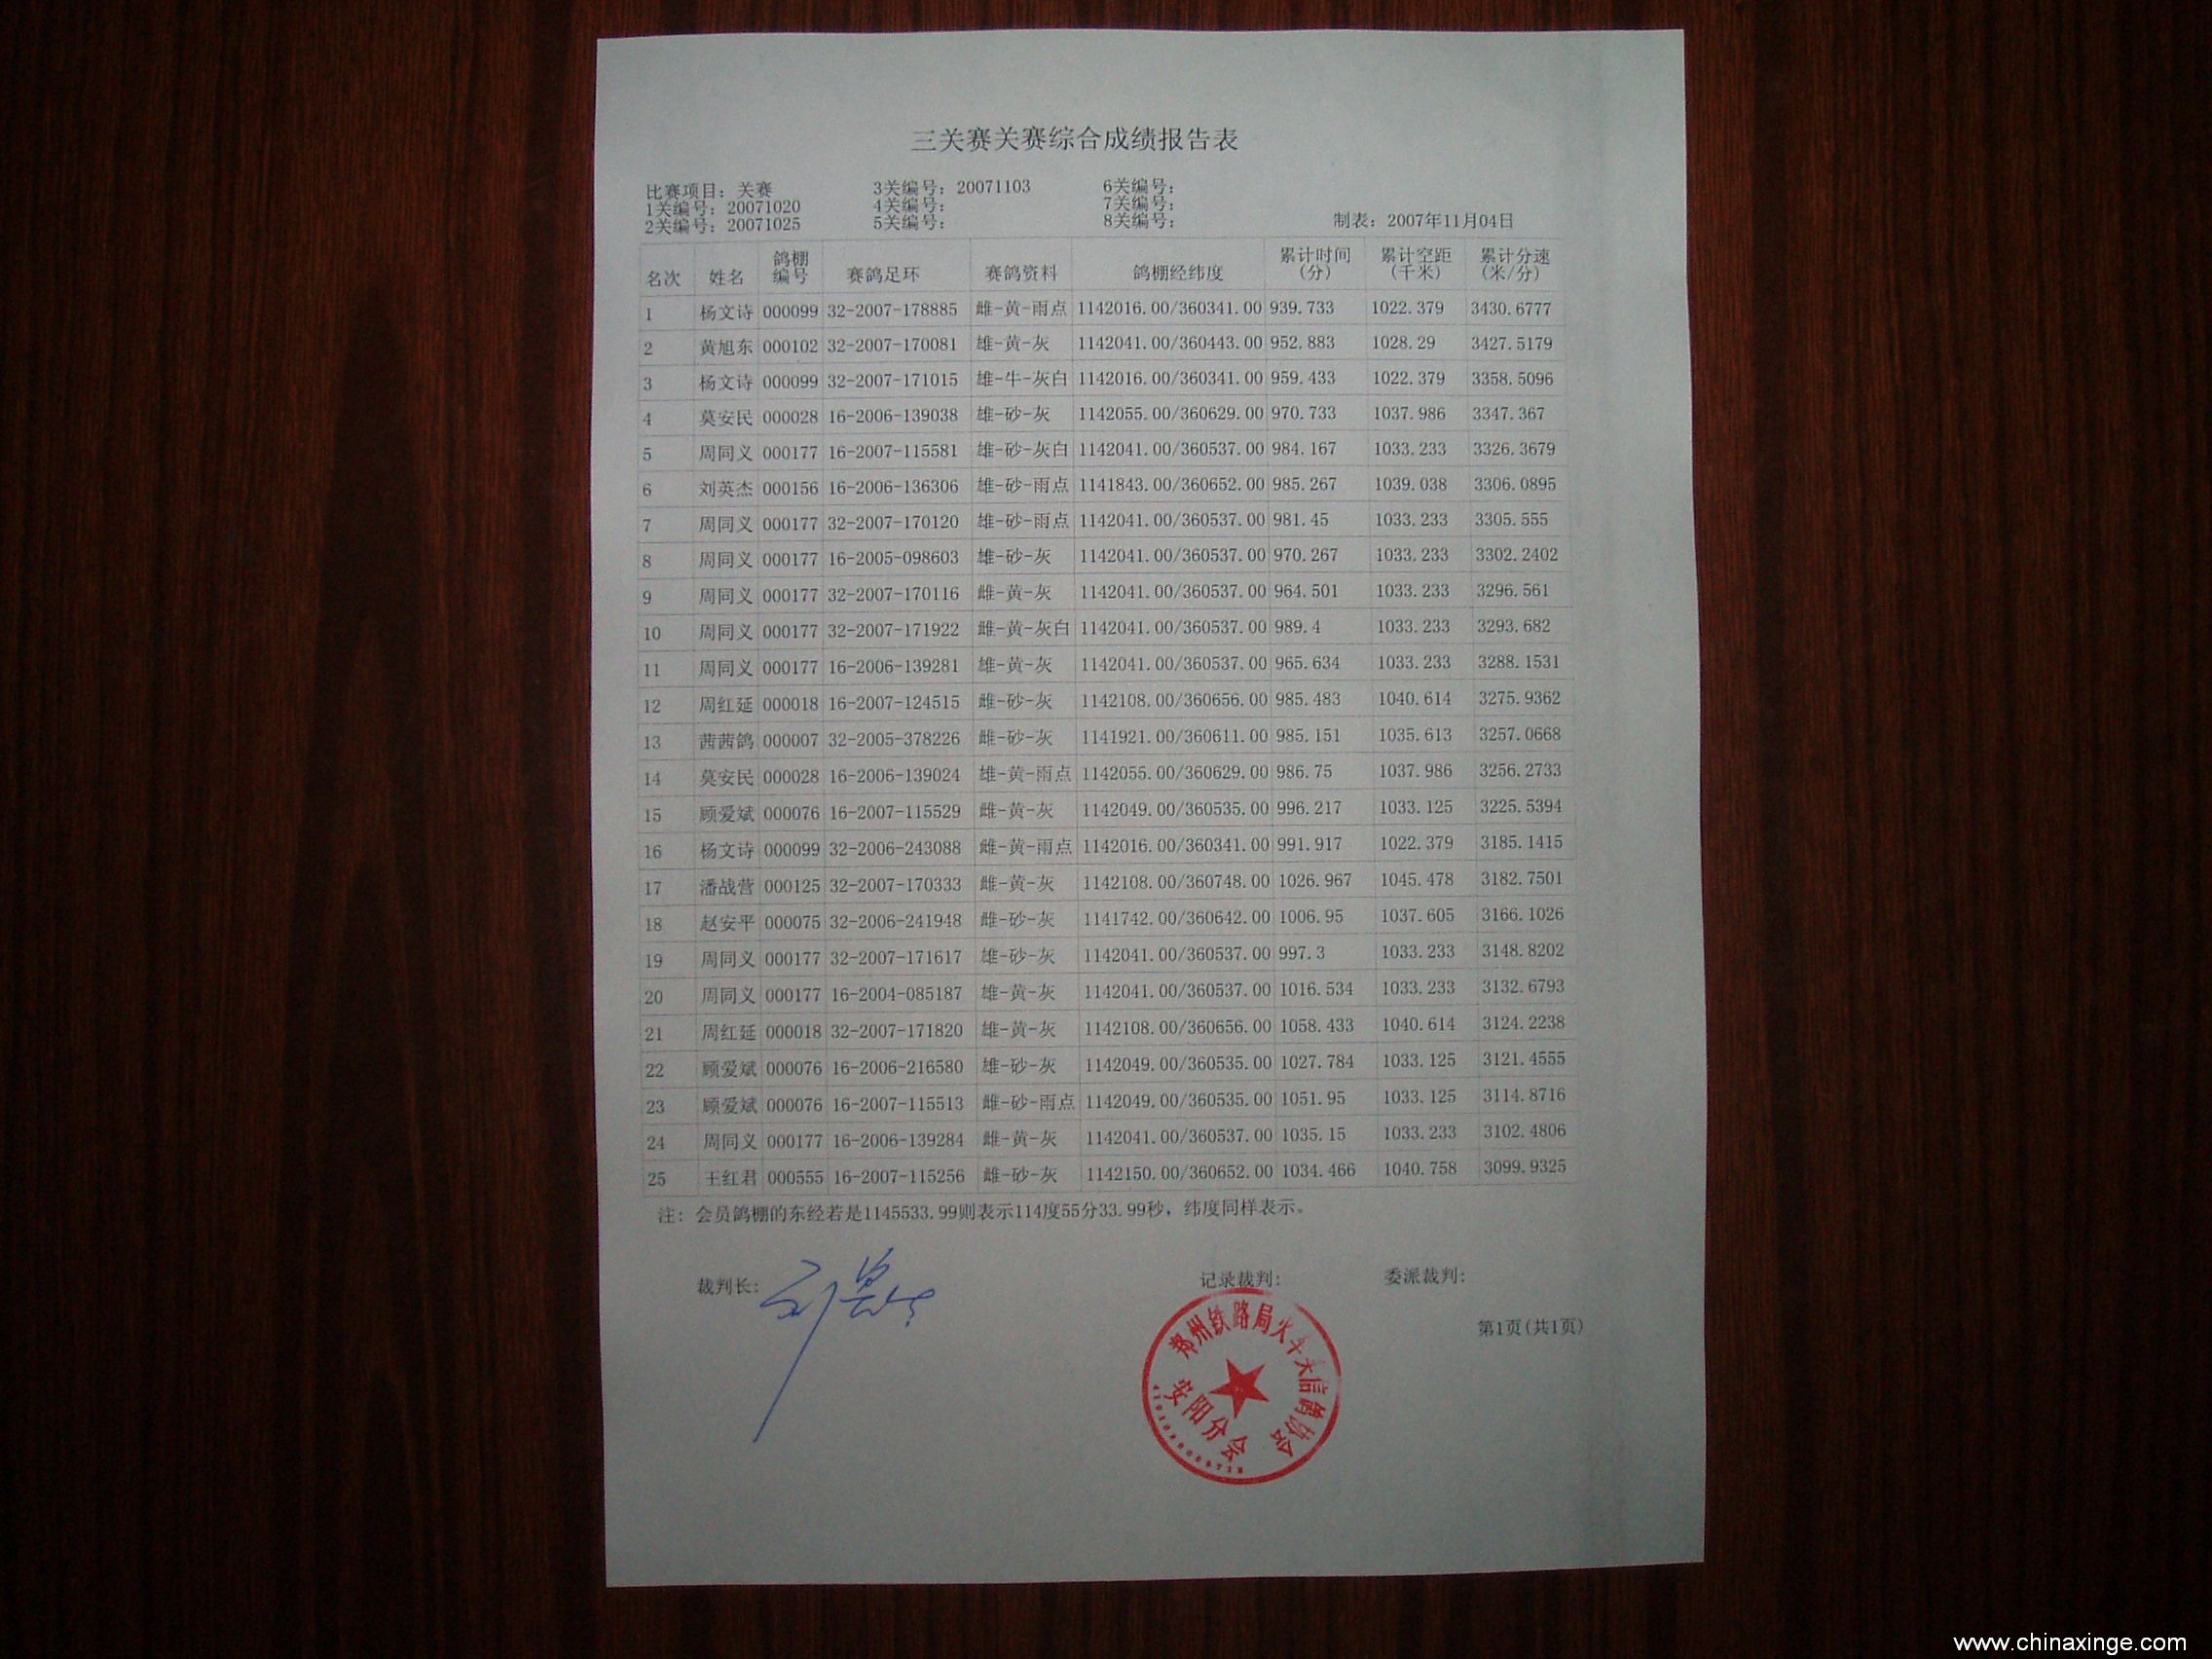 三关赛关赛综合成绩报告表
比赛项目：关赛 3关编号：20071103 6关编号：
1关编号：20071020 4关编号： 7关编号：
2关编号：20071025 5关编号： 8关编号： 制表：2007年11月04日
名次 姓名 鸽棚编号 赛鸽足环 赛鸽资料 鸽棚经纬度 累计时间(分) 累计空距(千米) 累计分速(米/分)
1 杨文诗 000099 32-2007-178885 雌-黄-雨点 1142016.00/360341.00 939.733 1022.379 3430.6777
2 黄旭东 000102 32-2007-170081 雄-黄-灰 1142041.00/360443.00 952.883 1028.29 3427.5179
3 杨文诗 000099 32-2007-171015 雄-牛-灰白 1142016.00/360341.00 959.433 1022.379 3358.5096
4 莫安民 000028 16-2006-139038 雄-砂-灰 1142055.00/360629.00 970.733 1037.986 3347.367
5 周同义 000177 16-2007-115581 雄-砂-灰白 1142041.00/360537.00 984.167 1033.233 3326.3679
6 刘英杰 000156 16-2006-136306 雄-砂-雨点 1141843.00/360652.00 985.267 1039.038 3306.0895
7 周同义 000177 32-2007-170120 雄-砂-雨点 1142041.00/360537.00 981.45 1033.233 3305.555
8 周同义 000177 16-2005-098603 雄-砂-灰 1142041.00/360537.00 970.267 1033.233 3302.2402
9 周同义 000177 32-2007-170116 雌-黄-灰 1142041.00/360537.00 964.501 1033.233 3296.561
10 周同义 000177 32-2007-171922 雌-黄-灰白 1142041.00/360537.00 989.4 1033.233 3293.682
11 周同义 000177 16-2006-139281 雄-黄-灰 1142041.00/360537.00 965.634 1033.233 3288.1531
12 周红延 000018 16-2007-124515 雌-砂-灰 1142108.00/360656.00 985.483 1040.614 3275.9362
13 茜茜鸽 000007 32-2005-378226 雌-砂-灰 1141921.00/360611.00 985.151 1035.613 3257.0668
14 莫安民 000028 16-2006-139024 雄-黄-雨点 1142055.00/360629.00 986.75 1037.986 3256.2733
15 顾爱斌 000076 16-2007-115529 雌-黄-灰 1142049.00/360535.00 996.217 1033.125 3225.5394
16 杨文诗 000099 32-2006-243088 雌-黄-雨点 1142016.00/360341.00 991.917 1022.379 3185.1415
17 潘战营 000125 32-2007-170333 雌-黄-灰 1142108.00/360748.00 1026.967 1045.478 3182.7501
18 赵安平 000075 32-2006-241948 雌-砂-灰 1141742.00/360642.00 1006.95 1037.605 3166.1026
19 周同义 000177 32-2007-171617 雄-砂-灰 1142041.00/360537.00 997.3 1033.233 3148.8202
20 周同义 000177 16-2004-085187 雄-黄-灰 1142041.00/360537.00 1016.534 1033.233 3132.6793
21 周红延 000018 32-2007-171820 雄-黄-灰 1142108.00/360656.00 1058.433 1040.614 3124.2238
22 顾爱斌 000076 16-2006-216580 雄-砂-灰 1142049.00/360535.00 1027.784 1033.125 3121.4555
23 顾爱斌 000076 16-2007-115513 雌-砂-雨点 1142049.00/360535.00 1051.95 1033.125 3114.8716
24 周同义 000177 16-2006-139284 雌-黄-灰 1142041.00/360537.00 1035.15 1033.233 3102.4806
25 王红君 000555 16-2007-115256 雌-砂-灰 1142150.00/360652.00 1034.466 1040.758 3099.9325
注：会员鸽棚的东经若是1145533.99则表示114度55分33.99秒，纬度同样表示。
裁判长： 记录裁判： 委派裁判：
郑州铁路局火车头信鸽协会
安阳分会
第1页(共1页)
www.chinaxinge.com